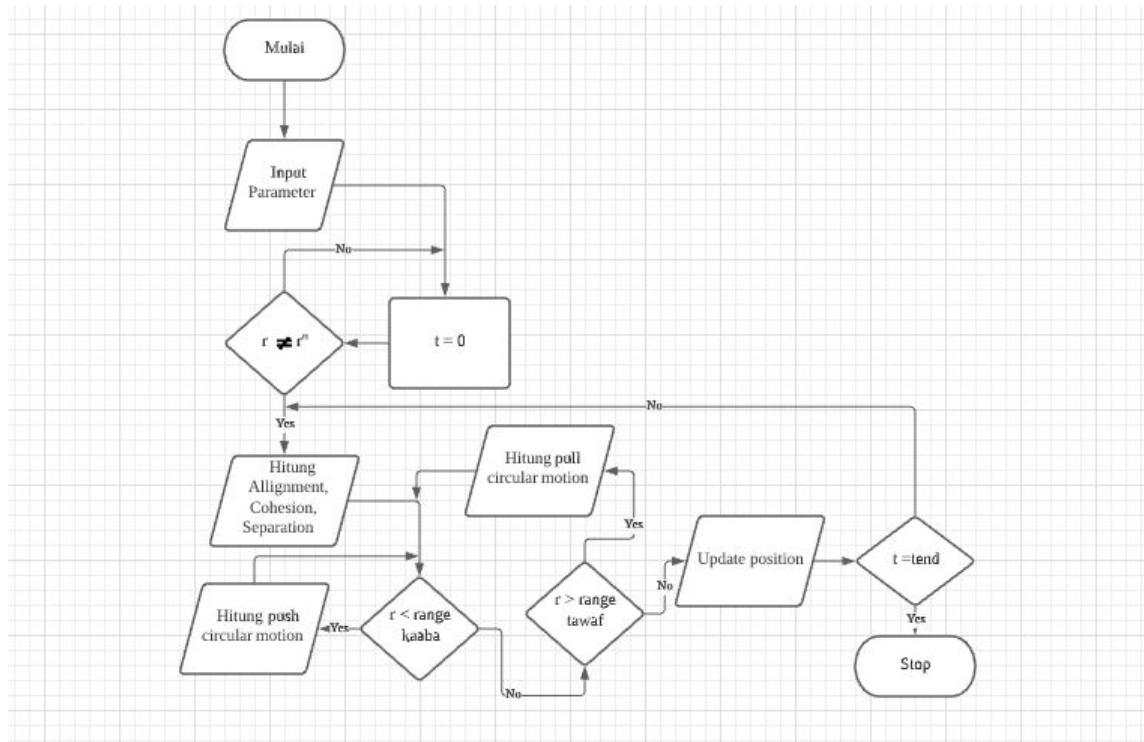 Mulai
Input
Parameter
No
r ≠ rⁿ
t = 0
No
Yes
Hitung
Allignment,
Cohesion,
Separation
Hitung poll
circular motion
Yes
Update position
t =tend
No
Hitung push
circular motion
Yes
r < range
kaaba
r > range
tawaf
No
Yes
Stop